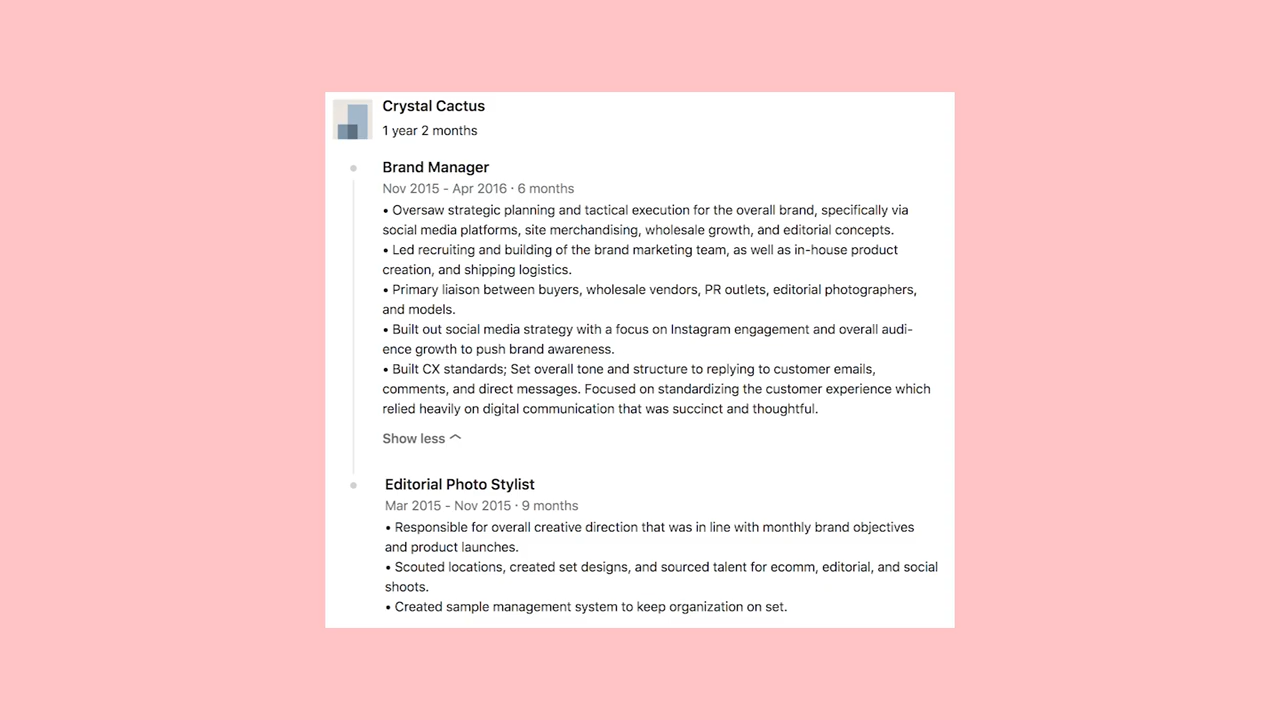 Crystal Cactus
1 year 2 months
Brand Manager
Nov 2015 - Apr 2016 · 6 months
• Oversaw strategic planning and tactical execution for the overall brand, specifically via
social media platforms, site merchandising, wholesale growth, and editorial concepts.
• Led recruiting and building of the brand marketing team, as well as in-house product
creation, and shipping logistics.
• Primary liaison between buyers, wholesale vendors, PR outlets, editorial photographers,
and models.
• Built out social media strategy with a focus on Instagram engagement and overall audi-
ence growth to push brand awareness.
• Built CX standards; Set overall tone and structure to replying to customer emails,
comments, and direct messages. Focused on standardizing the customer experience which
relied heavily on digital communication that was succinct and thoughtful.
Show less
Editorial Photo Stylist
Mar 2015 - Nov 2015 · 9 months
• Responsible for overall creative direction that was in line with monthly brand objectives
and product launches.
• Scouted locations, created set designs, and sourced talent for ecomm, editorial, and social
shoots.
• Created sample management system to keep organization on set.